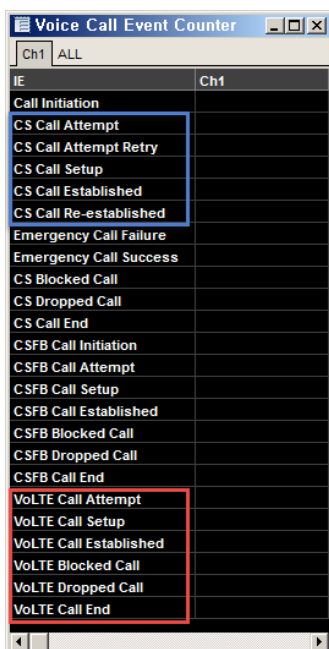 Voice Call Event Counter
Ch1 ALL
IE Ch1
Call Initiation
CS Call Attempt
CS Call Attempt Retry
CS Call Setup
CS Call Established
CS Call Re-established
Emergency Call Failure
Emergency Call Success
CS Blocked Call
CS Dropped Call
CS Call End
CSFB Call Initiation
CSFB Call Attempt
CSFB Call Setup
CSFB Call Established
CSFB Blocked Call
CSFB Dropped Call
CSFB Call End
VoLTE Call Attempt
VoLTE Call Setup
VoLTE Call Established
VoLTE Blocked Call
VoLTE Dropped Call
VoLTE Call End